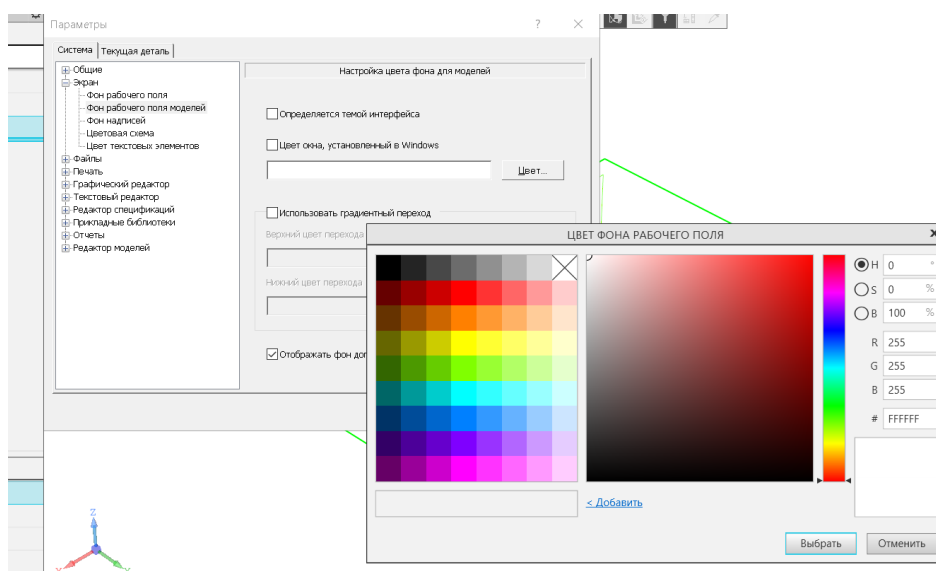 Параметры
?
Система
Текущая деталь
Общие
Экран
Фон рабочего поля
Фон рабочего поля моделей
Фон надписей
Цветовая схема
Цвет текстовых элементов
Файлы
Печать
Графический редактор
Текстовый редактор
Редактор спецификаций
Прикладные библиотеки
Отчеты
Редактор моделей
Настройка цвета фона для моделей
Определяется темой интерфейса
Цвет окна, установленный в Windows
Цвет...
Использовать градиентный переход
Верхний цвет перехода
Нижний цвет перехода
Отображать фон
ЦВЕТ ФОНА РАБОЧЕГО ПОЛЯ
H 0 °
S 0 %
B 100 %
R 255
G 255
B 255
# FFFFFF
< Добавить
Выбрать
Отменить
Z